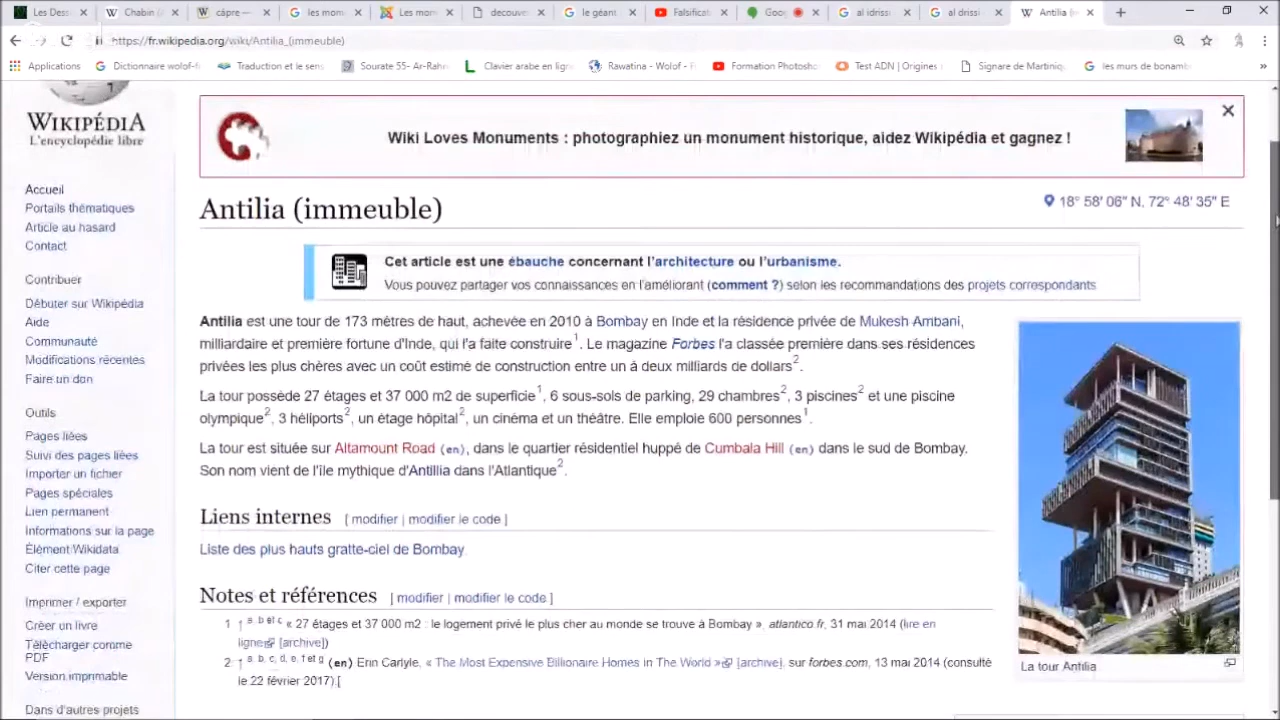 Les Des
Chabin (
câpre —
les mom
Les mon
decouve
le géant
Falsificat
Goog
al idrissi
al drissi
Antilia (i
https://fr.wikipedia.org/wiki/Antilia_(immeuble)
Applications
Dictionnaire wolof-f
Traduction et le sens
Sourate 55- Ar-Rahm
Clavier arabe en lign
Rawatina - Wolof - F
Formation Photosho
Test ADN | Origines
Signare de Martiniq
les murs de bonamb
»
WIKIPÉDIA
L'encyclopédie libre
Wiki Loves Monuments : photographiez un monument historique, aidez Wikipédia et gagnez !
Accueil
Portails thématiques
Article au hasard
Contact
Contribuer
Débuter sur Wikipédia
Aide
Communauté
Modifications récentes
Faire un don
Outils
Pages liées
Suivi des pages liées
Importer un fichier
Pages spéciales
Lien permanent
Informations sur la page
Élément Wikidata
Citer cette page
Imprimer / exporter
Créer un livre
Télécharger comme
PDF
Version imprimable
Dans d'autres projets
Antilia (immeuble)
18° 58′ 06″ N, 72° 48′ 35″ E
Cet article est une ébauche concernant l'architecture ou l'urbanisme.
Vous pouvez partager vos connaissances en l'améliorant (comment ?) selon les recommandations des projets correspondants
Antilia est une tour de 173 mètres de haut, achevée en 2010 à Bombay en Inde et la résidence privée de Mukesh Ambani,
milliardaire et première fortune d'Inde, qui l'a faite construire1. Le magazine Forbes l'a classée première dans ses résidences
privées les plus chères avec un coût estimé de construction entre un à deux milliards de dollars2.
La tour possède 27 étages et 37 000 m2 de superficie1, 6 sous-sols de parking, 29 chambres2, 3 piscines2 et une piscine
olympique2, 3 héliports2, un étage hôpital2, un cinéma et un théâtre. Elle emploie 600 personnes1.
La tour est située sur Altamount Road (en), dans le quartier résidentiel huppé de Cumbala Hill (en) dans le sud de Bombay.
Son nom vient de l'île mythique d'Antillia dans l'Atlantique2.
Liens internes [ modifier | modifier le code ]
Liste des plus hauts gratte-ciel de Bombay
Notes et références [ modifier | modifier le code ]
1 ↑ a, b et c « 27 étages et 37 000 m2 : le logement privé le plus cher au monde se trouve à Bombay », atlantico.fr, 31 mai 2014 (lire en
ligne [archive])
2 ↑ a, b, c, d, e, f et g (en) Erin Carlyle, « The Most Expensive Billionaire Homes in The World » [archive], sur forbes.com, 13 mai 2014 (consulté
le 22 février 2017).[
La tour Antilia